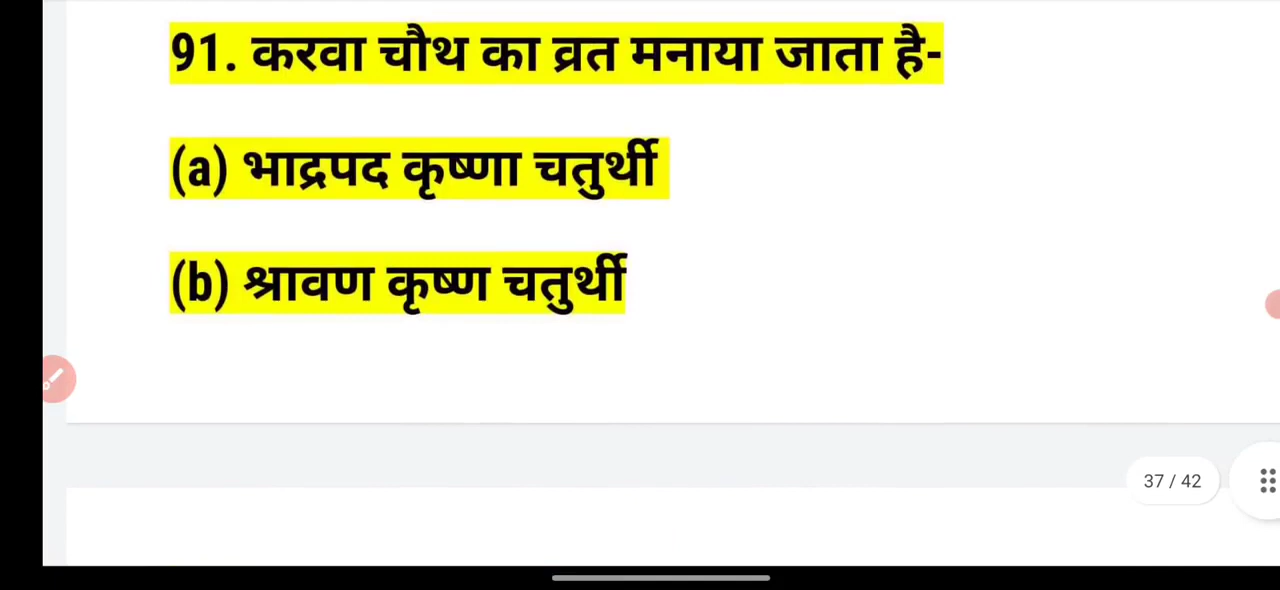 91. करवा चौथ का व्रत मनाया जाता है-
(a) भाद्रपद कृष्णा चतुर्थी
(b) श्रावण कृष्ण चतुर्थी
37 / 42